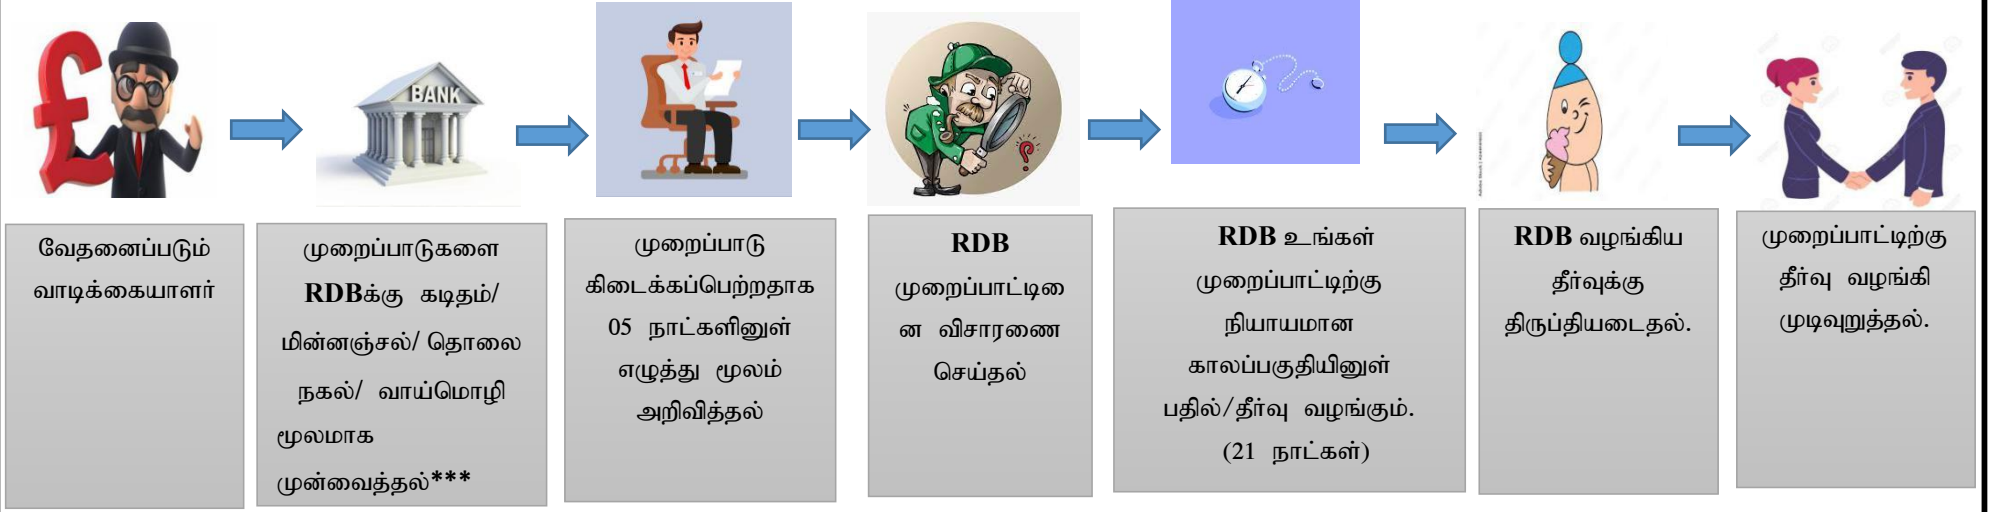 BANK
வேதனைப்படும்
வாடிக்கையாளர்
முறைப்பாடுகளை
RDBக்கு கடிதம்/
மின்னஞ்சல்/ தொலை
நகல்/ வாய்மொழி
மூலமாக
முன்வைத்தல்***
முறைப்பாடு
கிடைக்கப்பெற்றதாக
05 நாட்களினுள்
எழுத்து மூலம்
அறிவித்தல்
RDB
முறைப்பாட்டினை
ன விசாரணை
செய்தல்
RDB உங்கள்
முறைப்பாட்டிற்கு
நியாயமான
காலப்பகுதியினுள்
பதில்/தீர்வு வழங்கும்.
(21 நாட்கள்)
RDB வழங்கிய
தீர்வுக்கு
திருப்தியடைதல்.
முறைப்பாட்டிற்கு
தீர்வு வழங்கி
முடிவுறுத்தல்.